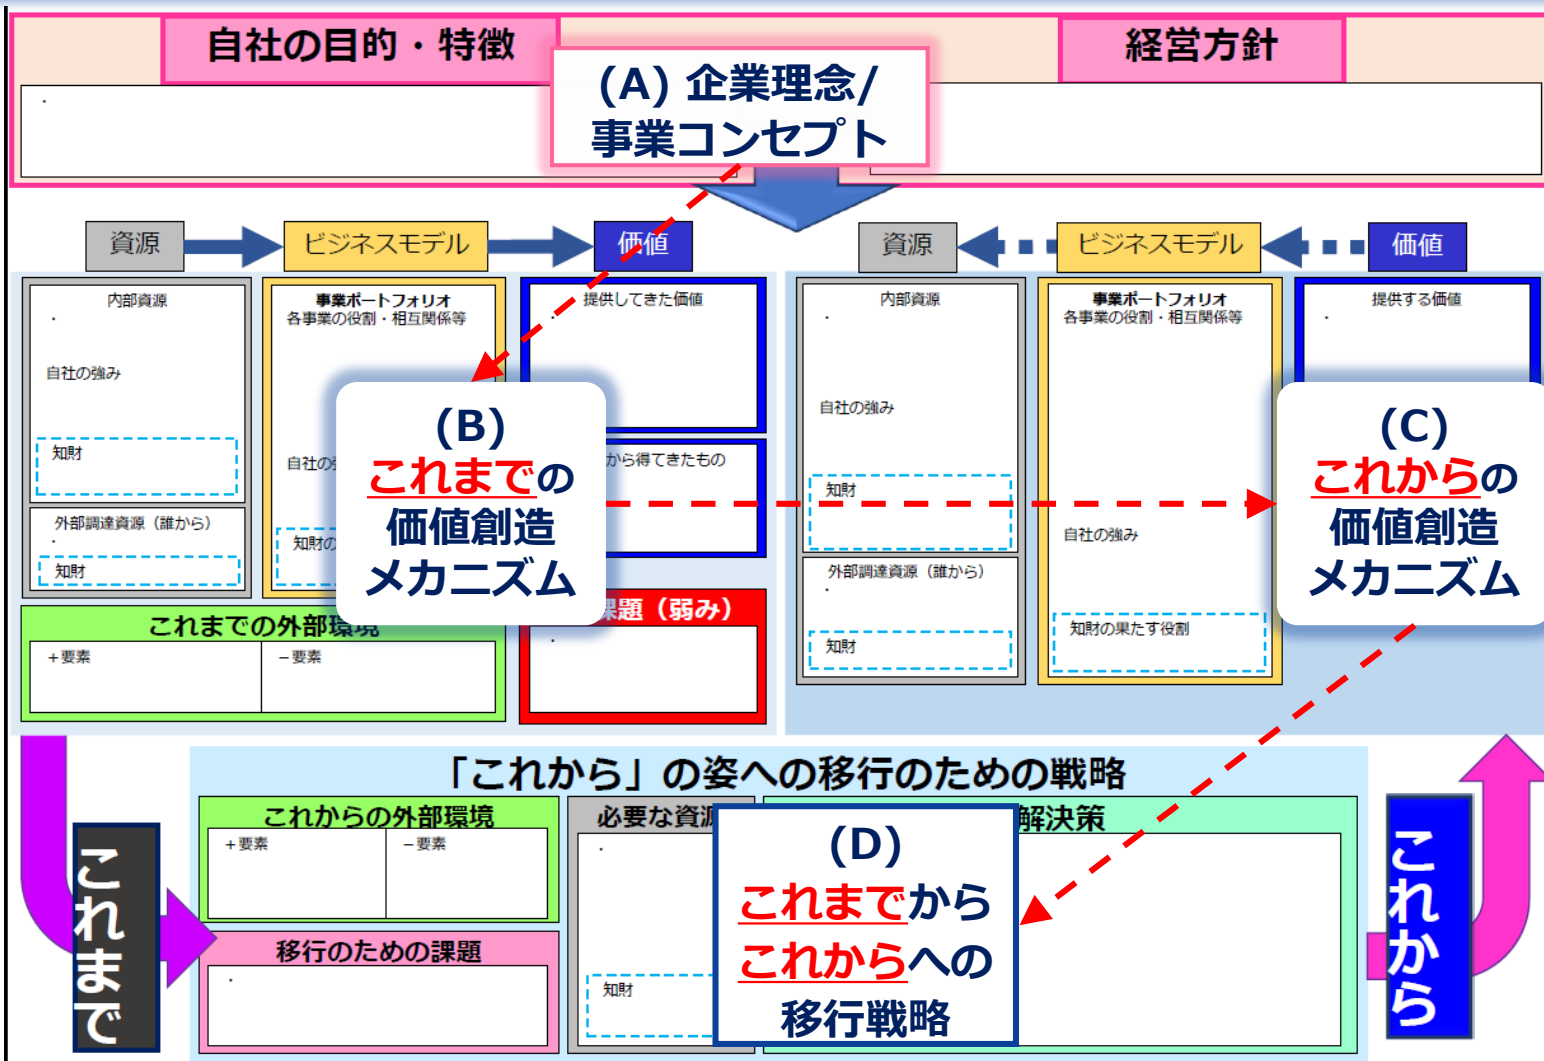 自社の目的・特徴
経営方針
(A) 企業理念/
事業コンセプト
・
資源
ビジネスモデル
価値
資源
ビジネスモデル
価値
内部資源
・
自社の強み
知財
外部調達資源（誰から）
・
知財
事業ポートフォリオ
各事業の役割・相互関係等
自社の
知財の
提供してきた価値
・
から得てきたもの
(B)
これまでの
価値創造
メカニズム
これまでの外部環境
+要素
−要素
題（弱み）
・
内部資源
・
自社の強み
知財
外部調達資源（誰から）
・
知財
事業ポートフォリオ
各事業の役割・相互関係等
自社の強み
知財の果たす役割
提供する価値
・
(C)
これからの
価値創造
メカニズム
「これから」の姿への移行のための戦略
これからの外部環境
+要素
−要素
移行のための課題
・
必要な資源
・
知財
解決策
(D)
これまでから
これからへの
移行戦略
これまで
これから